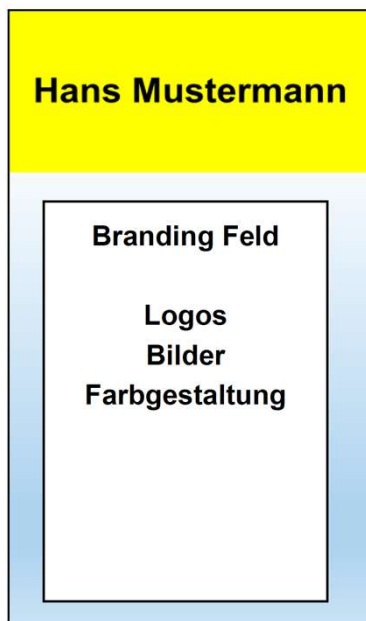 Hans Mustermann
Branding Feld
Logos
Bilder
Farbgestaltung